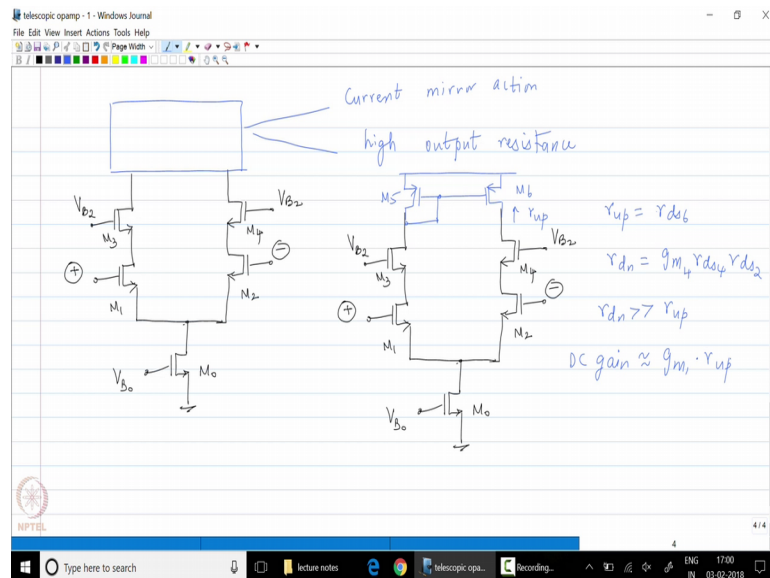 telescopic opamp - 1 - Windows Journal
File Edit View Insert Actions Tools Help
Page Width
B I
Current mirror action
high output resistance
M5 M6
rup
rup = rds6
VB2 VB2
M3 M4
VB2 VB2
M3 M4
rdn = gm4 rds4 rds2
+ −
M1 M2
+ −
M1 M2
rdn >> rup
DC gain ≈ gm1 · rup
VB0 M0
VB0 M0
NPTEL
4/4
4
Type here to search
lecture notes
telescopic opa...
Recording...
ENG 17:00
IN 03-02-2018